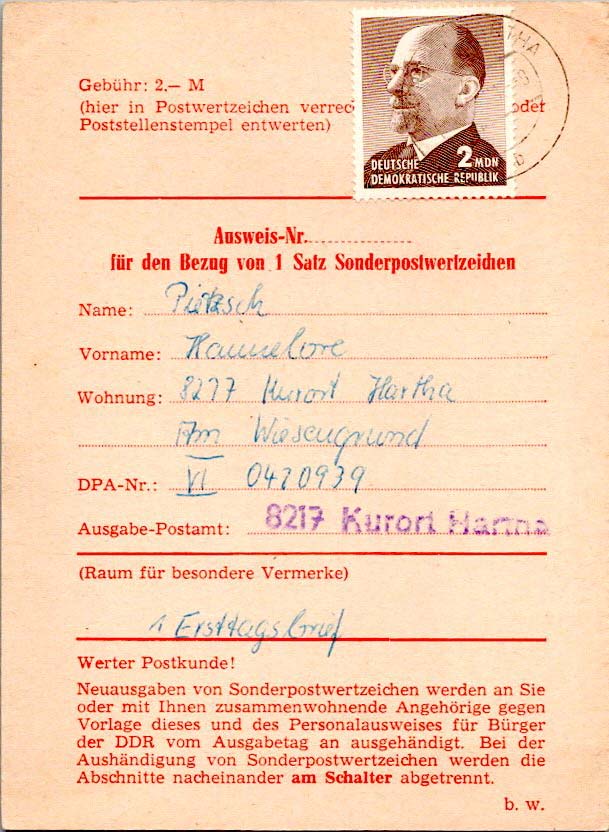 Gebühr: 2.— M
(hier in Postwertzeichen verrec oder
Poststellenstempel entwerten)
THA
DEUTSCHE 2 MDN
DEMOKRATISCHE REPUBLIK
b
Ausweis-Nr.
für den Bezug von 1 Satz Sonderpostwertzeichen
Name: Pietzsch
Vorname: Hannelore
Wohnung: 8217 Kurort Hartha
Am Wiesengrund
DPA-Nr.: VI 0420939
Ausgabe-Postamt: 8217 Kurort Hartha
(Raum für besondere Vermerke)
1 Ersttagsbrief
Werter Postkunde!
Neuausgaben von Sonderpostwertzeichen werden an Sie
oder mit Ihnen zusammenwohnende Angehörige gegen
Vorlage dieses und des Personalausweises für Bürger
der DDR vom Ausgabetag an ausgehändigt. Bei der
Aushändigung von Sonderpostwertzeichen werden die
Abschnitte nacheinander am Schalter abgetrennt.
b. w.